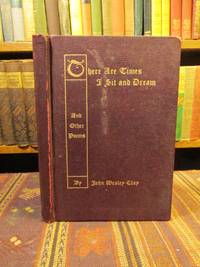 There Are Times
I Sit and Dream
And
Other
Poems
By John Wesley Clay